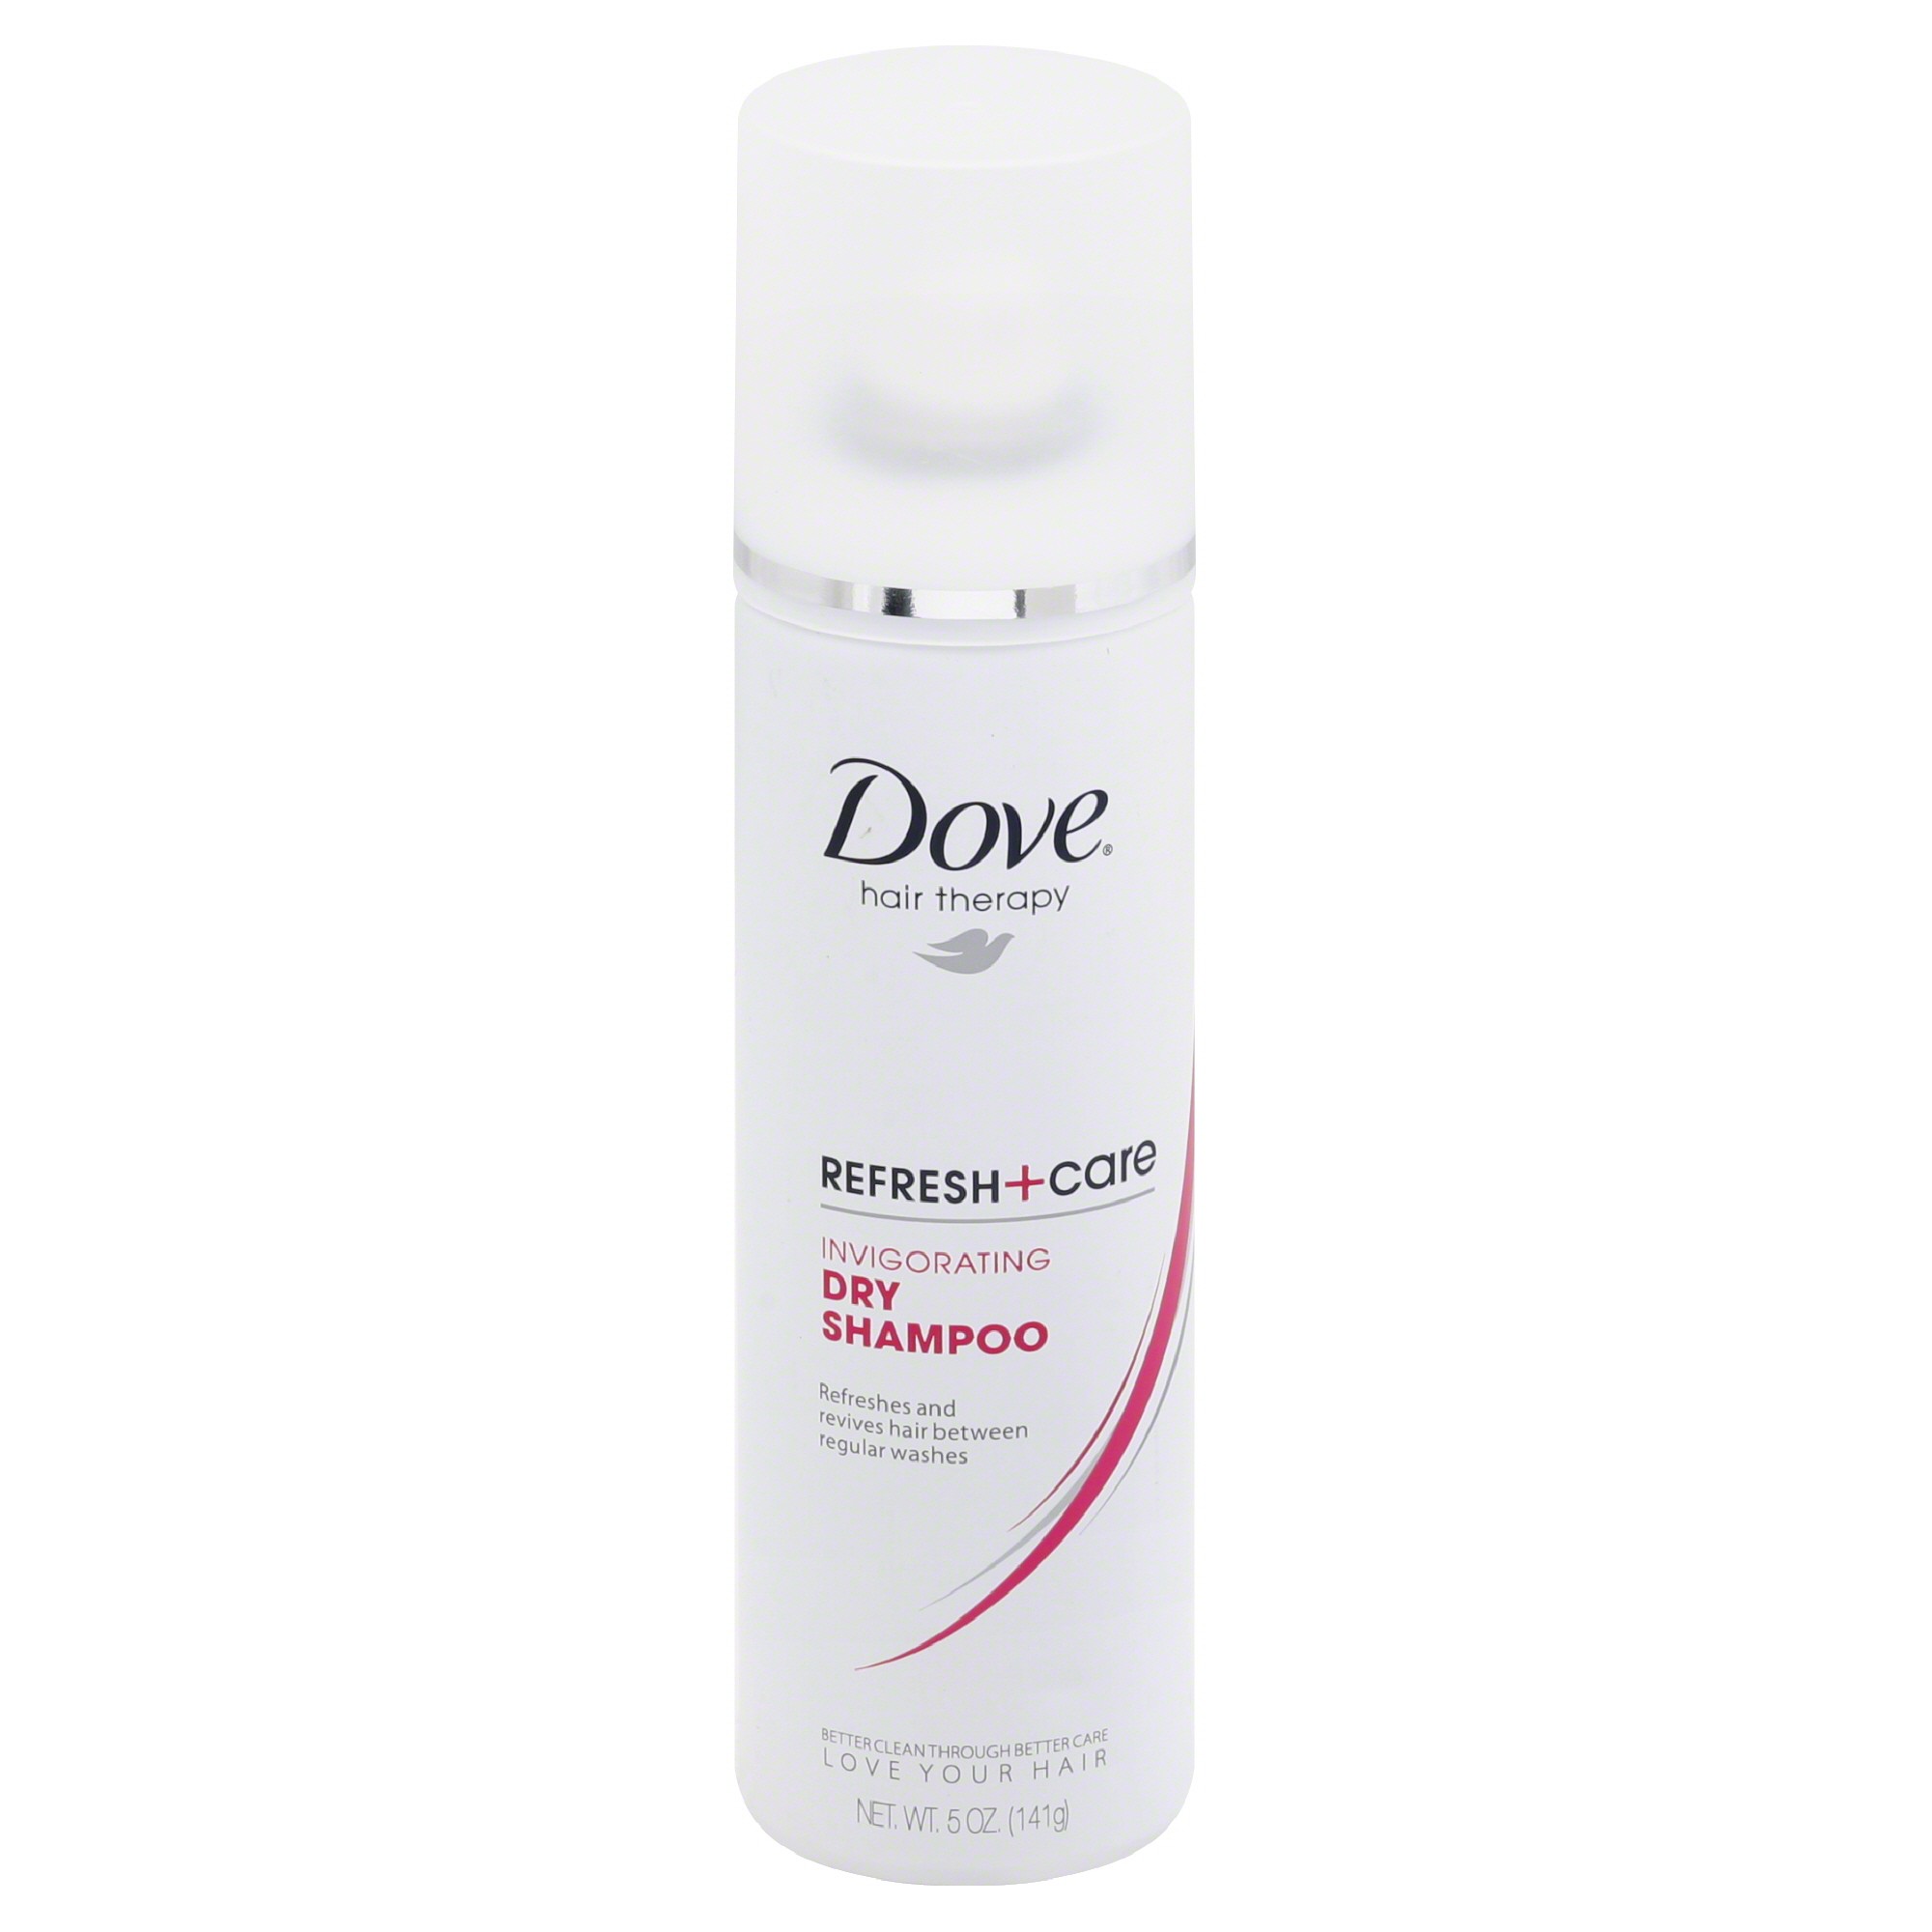 Dove®
hair therapy
REFRESH+care
INVIGORATING
DRY
SHAMPOO
Refreshes and
revives hair between
regular washes
BETTER CLEAN THROUGH BETTER CARE
LOVE YOUR HAIR
NET. WT. 5 OZ. (141g)